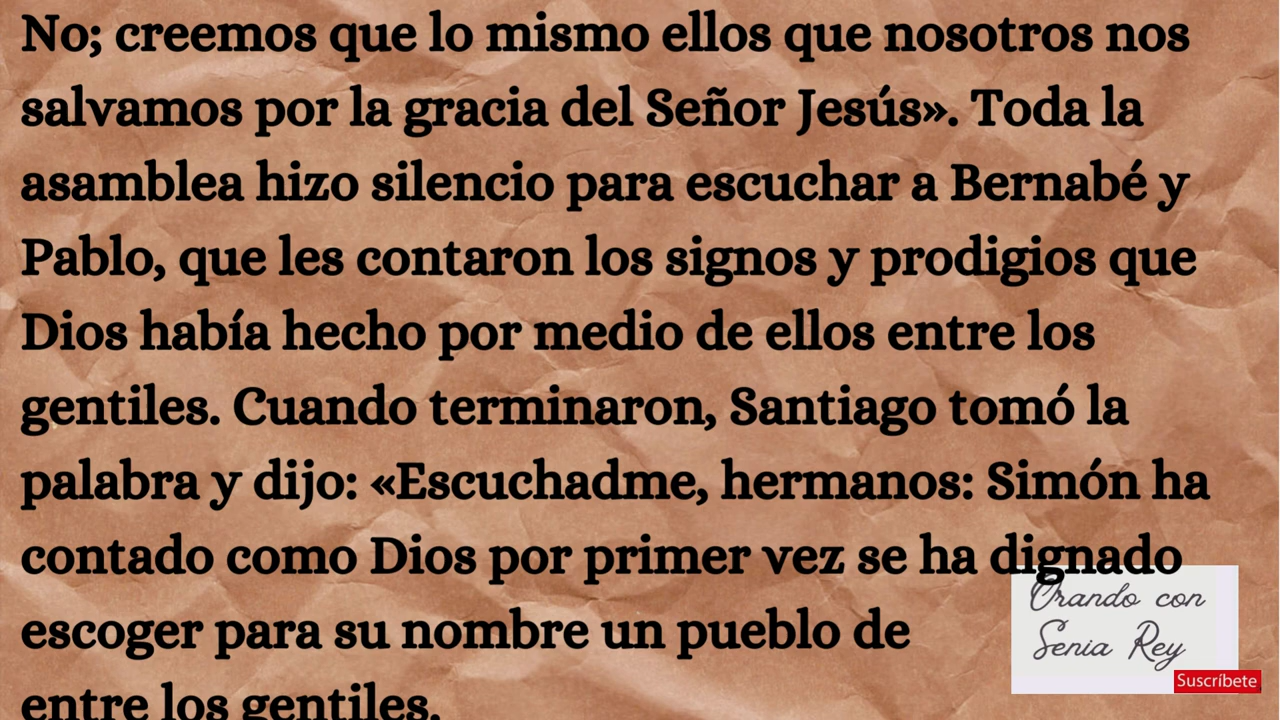 No; creemos que lo mismo ellos que nosotros nos
salvamos por la gracia del Señor Jesús». Toda la
asamblea hizo silencio para escuchar a Bernabé y
Pablo, que les contaron los signos y prodigios que
Dios había hecho por medio de ellos entre los
gentiles. Cuando terminaron, Santiago tomó la
palabra y dijo: «Escuchadme, hermanos: Simón ha
contado como Dios por primer vez se ha dignado
escoger para su nombre un pueblo de
entre los gentiles.
Orando con
Senia Rey
Suscríbete